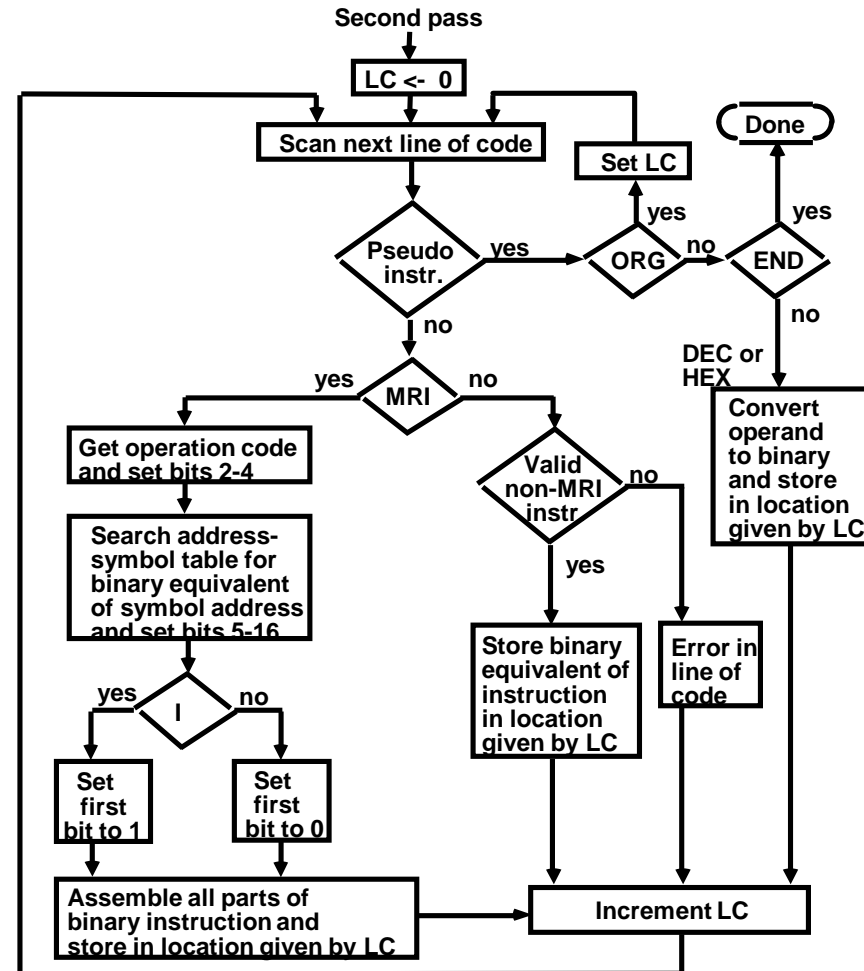 Second pass
LC <- 0
Scan next line of code
Set LC
Done
yes
yes
Pseudo
instr.
yes
ORG
no
END
no
no
DEC or
HEX
yes
MRI
no
Convert
operand
to binary
and store
in location
given by LC
Get operation code
and set bits 2-4
Valid
non-MRI
instr
no
yes
Search address-
symbol table for
binary equivalent
of symbol address
and set bits 5-16
Store binary
equivalent of
instruction
in location
given by LC
Error in
line of
code
yes
I
no
Set
first
bit to 1
Set
first
bit to 0
Assemble all parts of
binary instruction and
store in location given by LC
Increment LC